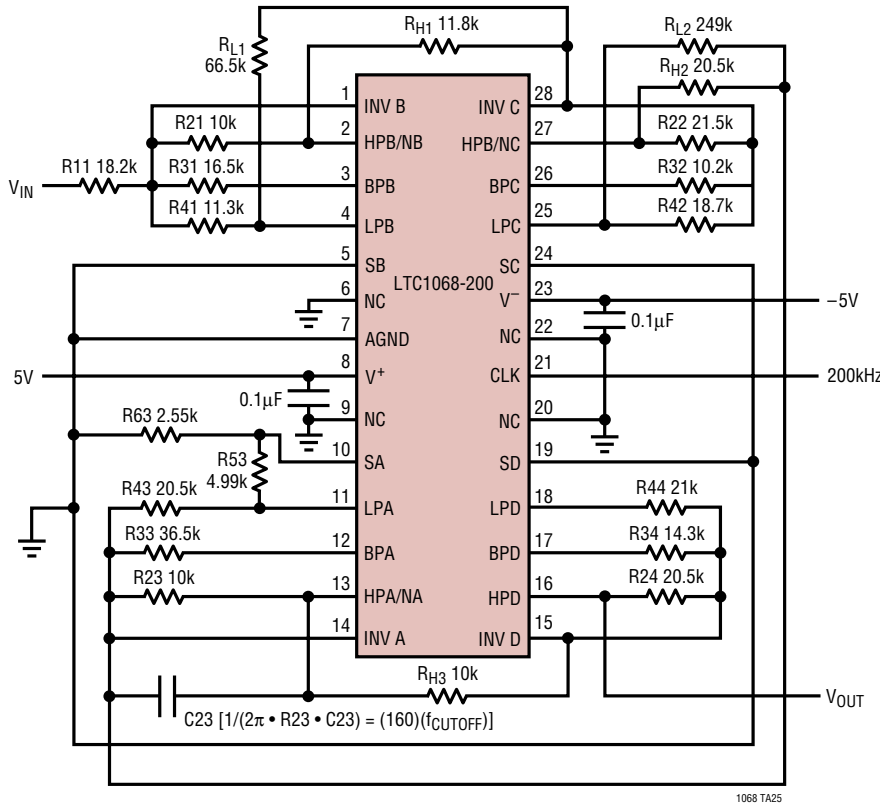 RH1 11.8k
RL1
66.5k
RL2 249k
RH2 20.5k
1
INV B
INV C
28
R21 10k
2
HPB/NB
HPB/NC
27
R22 21.5k
R11 18.2k
VIN
R31 16.5k
3
BPB
BPC
26
R32 10.2k
R41 11.3k
4
LPB
LPC
25
R42 18.7k
5
SB
SC
24
LTC1068-200
6
NC
V–
23
–5V
0.1µF
7
AGND
NC
22
5V
8
V+
CLK
21
200kHz
0.1µF
9
NC
NC
20
R63 2.55k
10
SA
SD
19
R53
4.99k
R43 20.5k
11
LPA
LPD
18
R44 21k
R33 36.5k
12
BPA
BPD
17
R34 14.3k
R23 10k
13
HPA/NA
HPD
16
R24 20.5k
14
INV A
INV D
15
RH3 10k
VOUT
C23 [1/(2π • R23 • C23) = (160)(fCUTOFF)]
1068 TA25